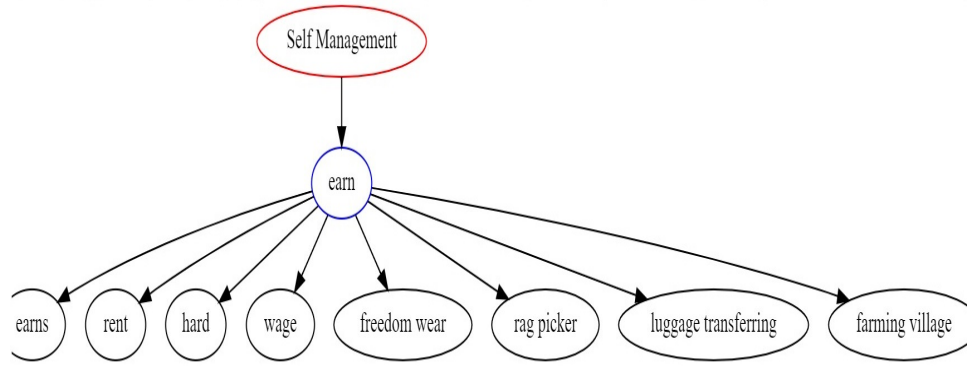 Self Management
earn
earns
rent
hard
wage
freedom wear
rag picker
luggage transferring
farming village